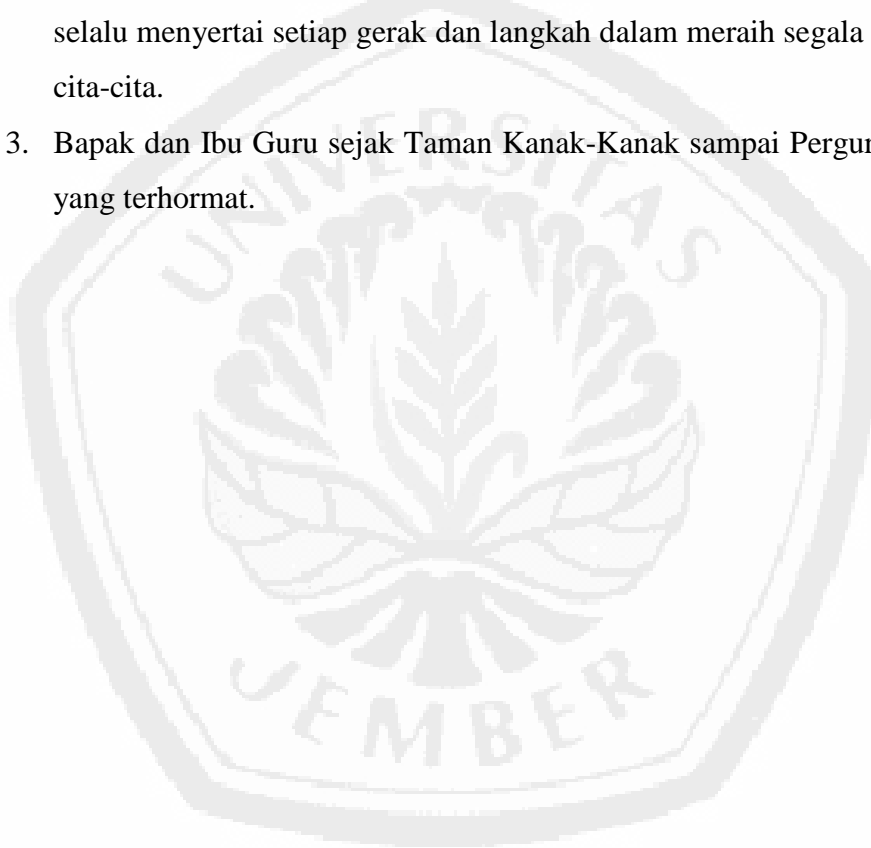 selalu menyertai setiap gerak dan langkah dalam meraih segala
cita-cita.
3. Bapak dan Ibu Guru sejak Taman Kanak-Kanak sampai
yang terhormat.
UNIVERSITAS
JEMBER